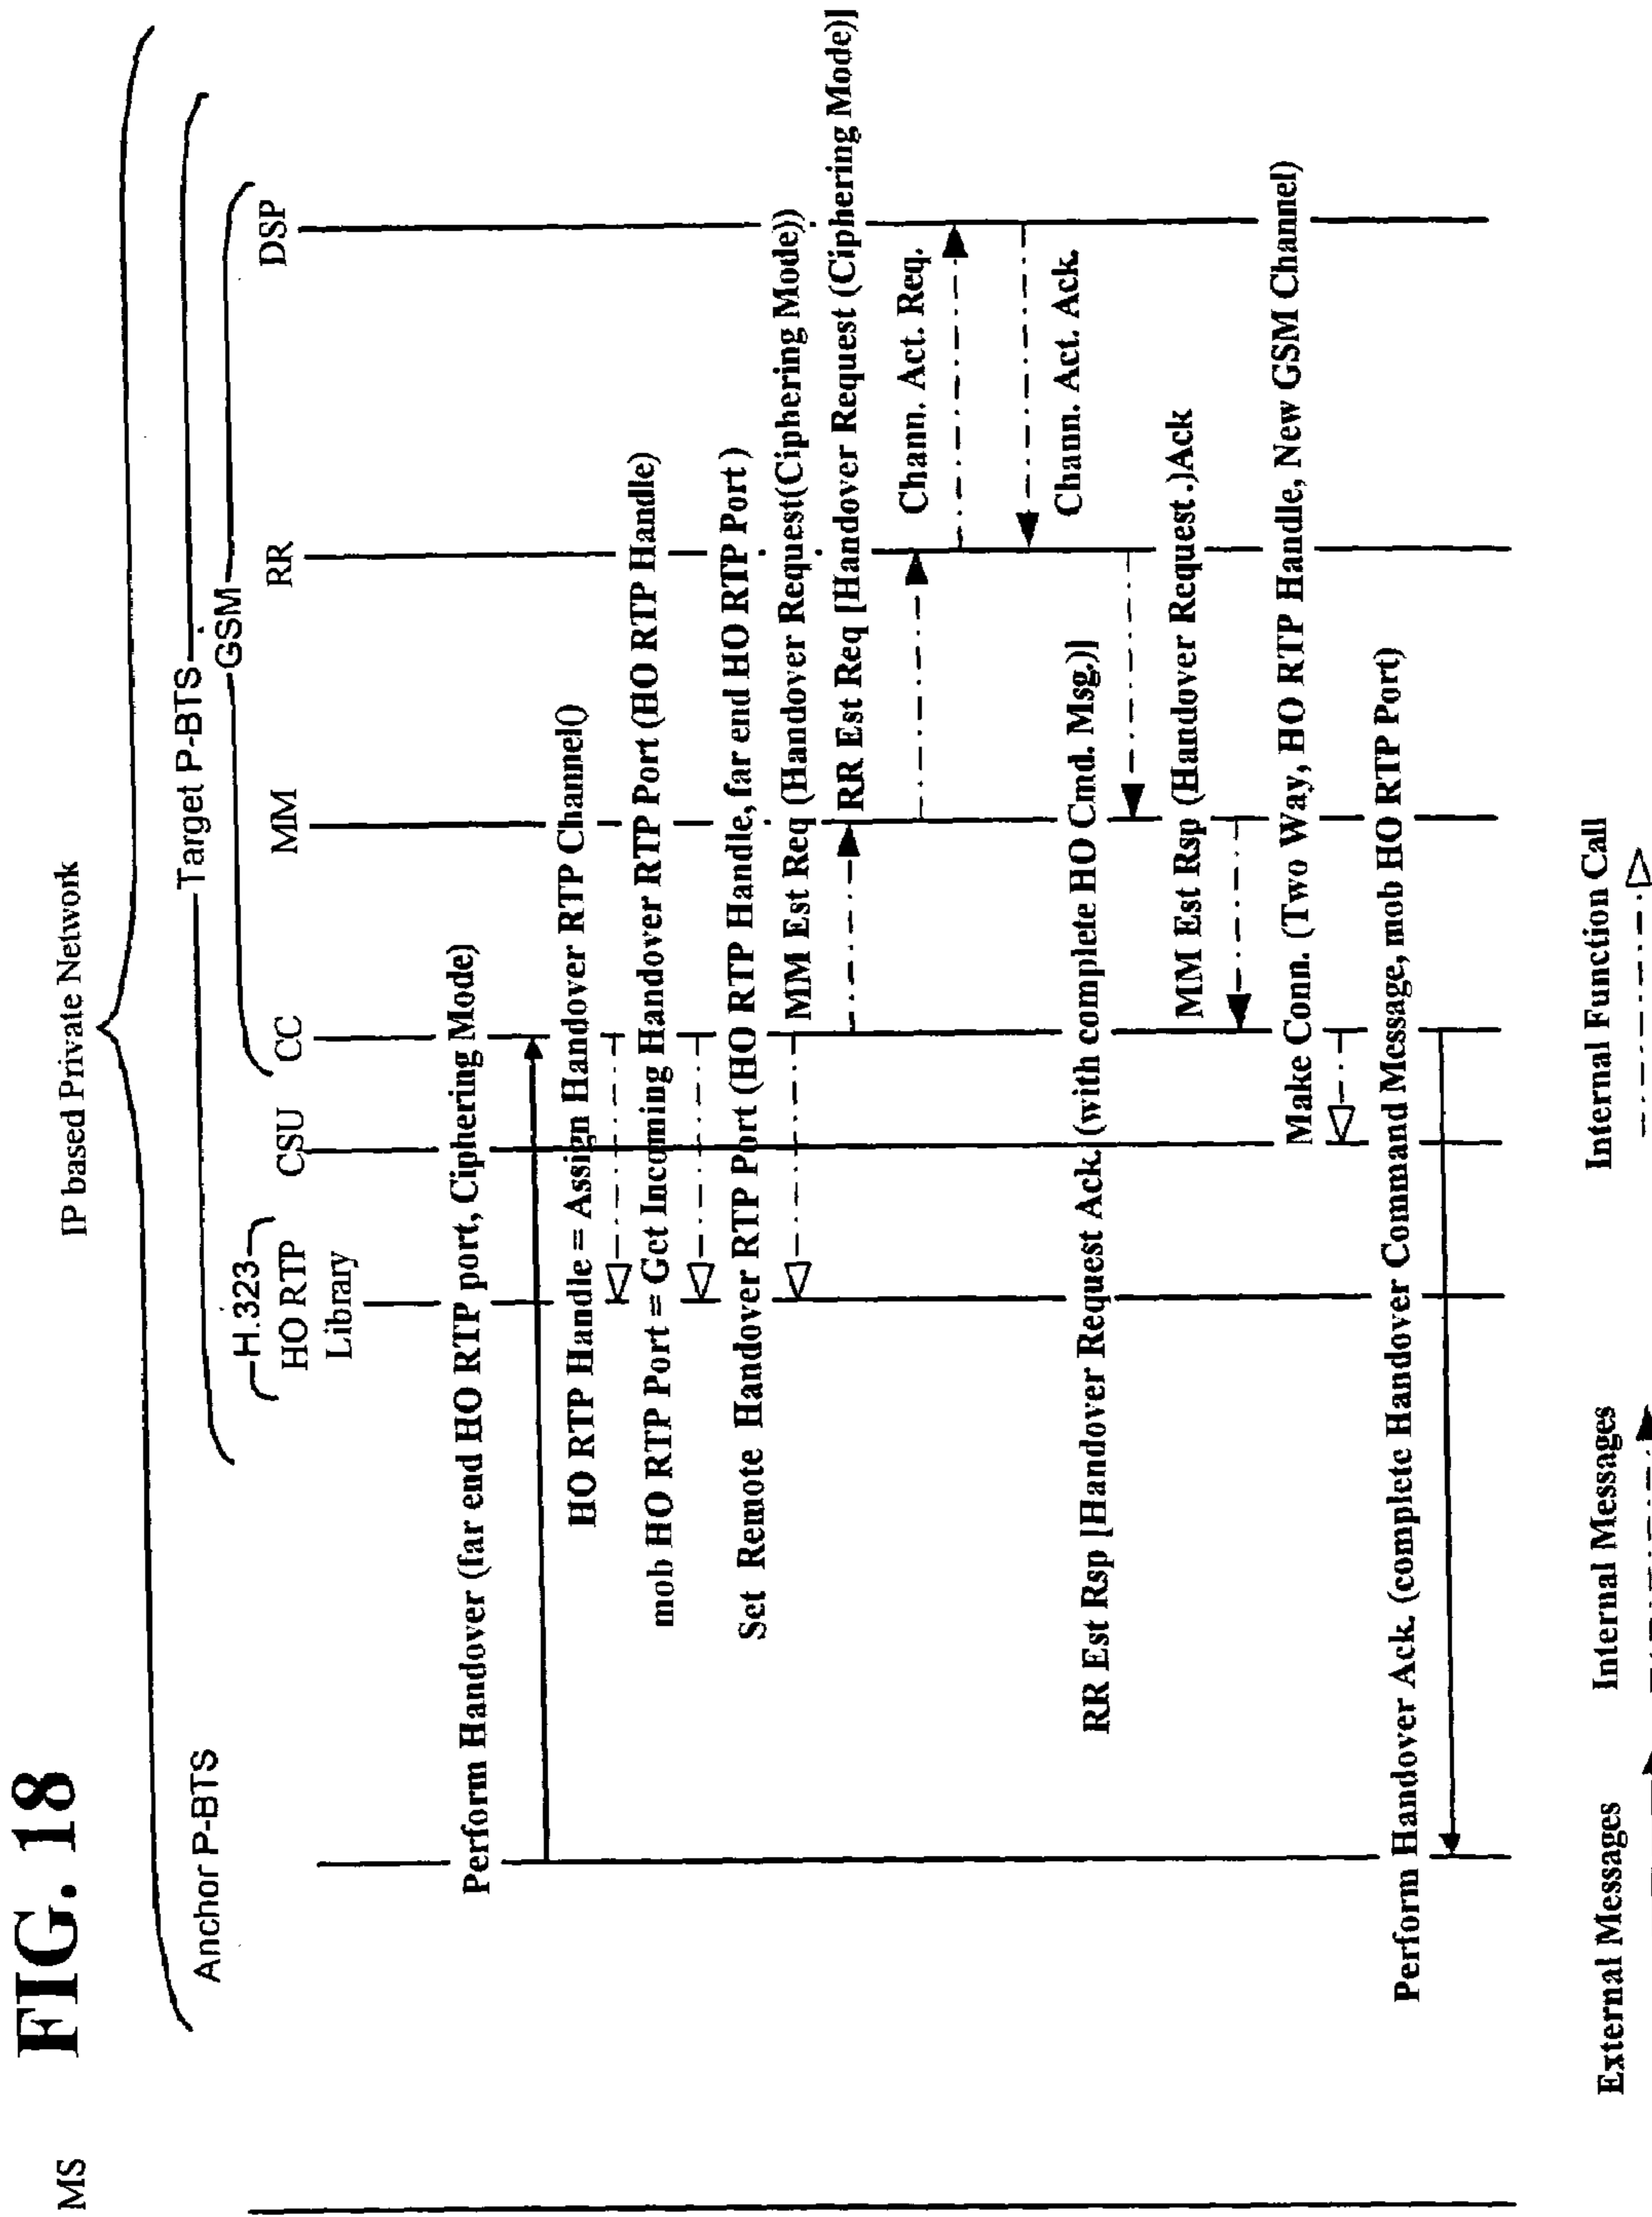 FIG. 18
MS
IP based Private Network
Anchor P-BTS
Target P-BTS
H.323
GSM
HO RTP
Library
CSU
CC
MM
RR
DSP
Perform Handover (far end HO RTP port, Ciphering Mode)
HO RTP Handle = Assign Handover RTP Channel()
mob HO RTP Port = Get Incoming Handover RTP Port (HO RTP Handle)
Set Remote Handover RTP Port (HO RTP Handle, far end HO RTP Port )
MM Est Req (Handover Request(Ciphering Mode))
RR Est Req [Handover Request (Ciphering Mode)]
Chann. Act. Req.
Chann. Act. Ack.
RR Est Rsp [Handover Request Ack. (with complete HO Cmd. Msg.)]
MM Est Rsp (Handover Request .)Ack
Make Conn. (Two Way, HO RTP Handle, New GSM Channel)
Perform Handover Ack. (complete Handover Command Message, mob HO RTP Port)
External Messages
Internal Messages
Internal Function Call